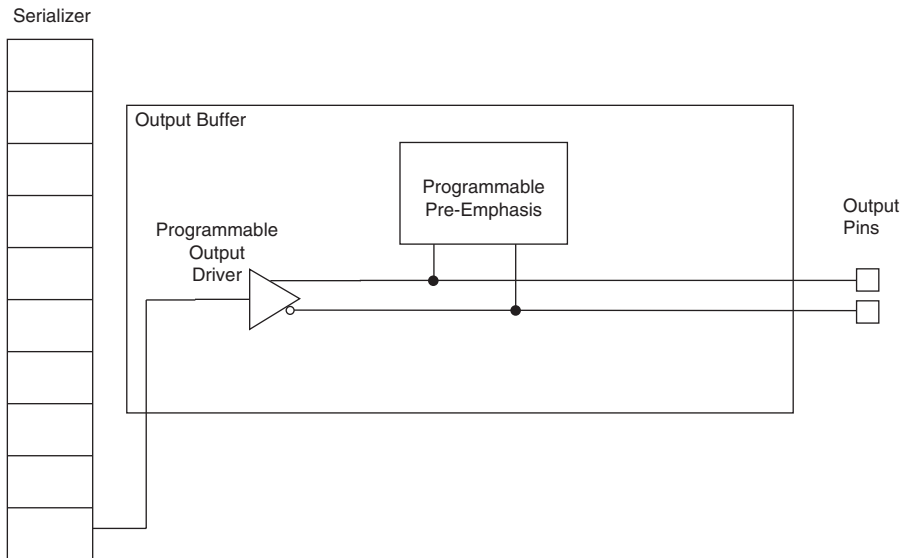 Serializer
Output Buffer
Programmable
Pre-Emphasis
Programmable
Output
Driver
Output
Pins